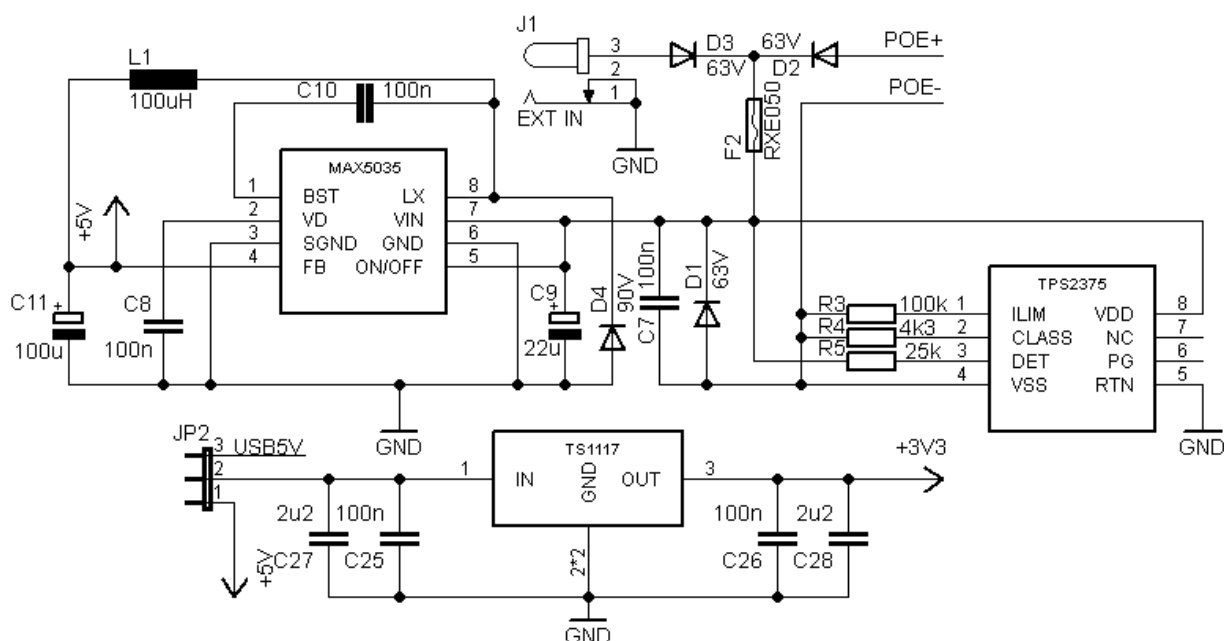 J1
3
D3
63V
63V
D2
POE+
POE-
2
1
EXT IN
GND
F2
RXE050
L1
100uH
C10
100n
MAX5035
1 BST LX 8
2 VD VIN 7
3 SGND GND 6
4 FB ON/OFF 5
+5V
C11
+
100u
C8
100n
C9
+
22u
D4
90V
C7
100n
D1
63V
GND
TPS2375
R3 100k 1 ILIM VDD 8
R4 4k3 2 CLASS NC 7
R5 25k 3 DET PG 6
4 VSS RTN 5
GND
JP2
3 USB5V
2
1
+5V
TS1117
1 IN GND OUT 3
2*2
+3V3
2u2
C27
100n
C25
100n
C26
2u2
C28
GND